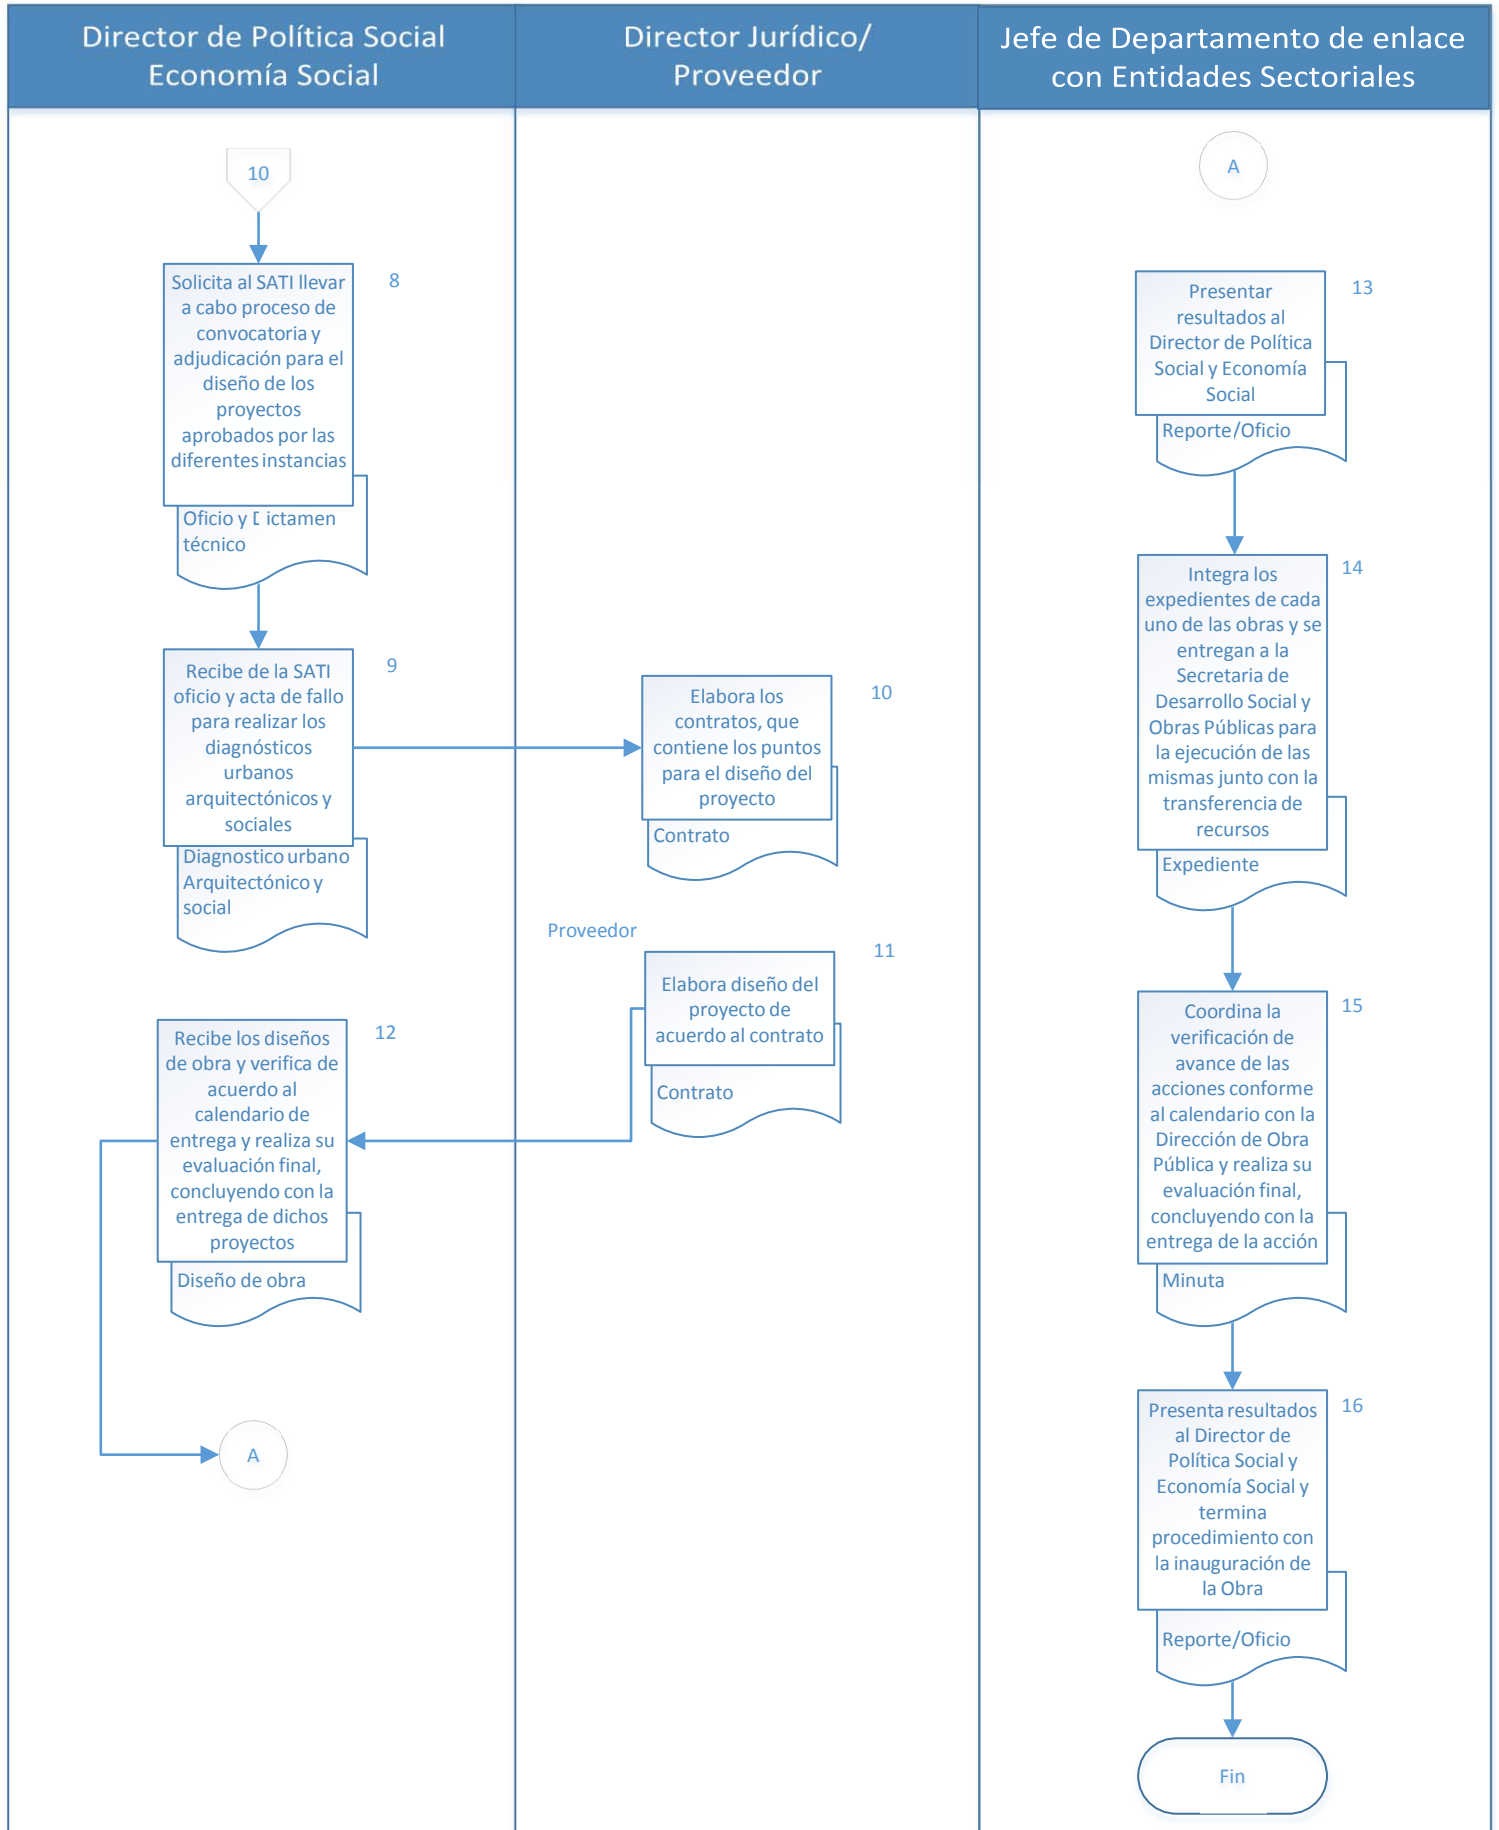 Director de Política Social
Economía Social
Director Jurídico/
Proveedor
Jefe de Departamento de enlace
con Entidades Sectoriales
10
Solicita al SATI llevar
a cabo proceso de
convocatoria y
adjudicación para el
diseño de los
proyectos
aprobados por las
diferentes instancias
8
Oficio y Dictamen
técnico
Recibe de la SATI
oficio y acta de fallo
para realizar los
diagnósticos
urbanos
arquitectónicos y
sociales
9
Diagnostico urbano
Arquitectónico y
social
Elabora los
contratos, que
contiene los puntos
para el diseño del
proyecto
10
Contrato
Proveedor
11
Elabora diseño del
proyecto de
acuerdo al contrato
Contrato
Recibe los diseños
de obra y verifica de
acuerdo al
calendario de
entrega y realiza su
evaluación final,
concluyendo con la
entrega de dichos
proyectos
12
Diseño de obra
A
A
Presentar
resultados al
Director de Política
Social y Economía
Social
13
Reporte/Oficio
Integra los
expedientes de cada
uno de las obras y se
entregan a la
Secretaria de
Desarrollo Social y
Obras Públicas para
la ejecución de las
mismas junto con la
transferencia de
recursos
14
Expediente
Coordina la
verificación de
avance de las
acciones conforme
al calendario con la
Dirección de Obra
Pública y realiza su
evaluación final,
concluyendo con la
entrega de la acción
15
Minuta
Presenta resultados
al Director de
Política Social y
Economía Social y
termina
procedimiento con
la inauguración de
la Obra
16
Reporte/Oficio
Fin